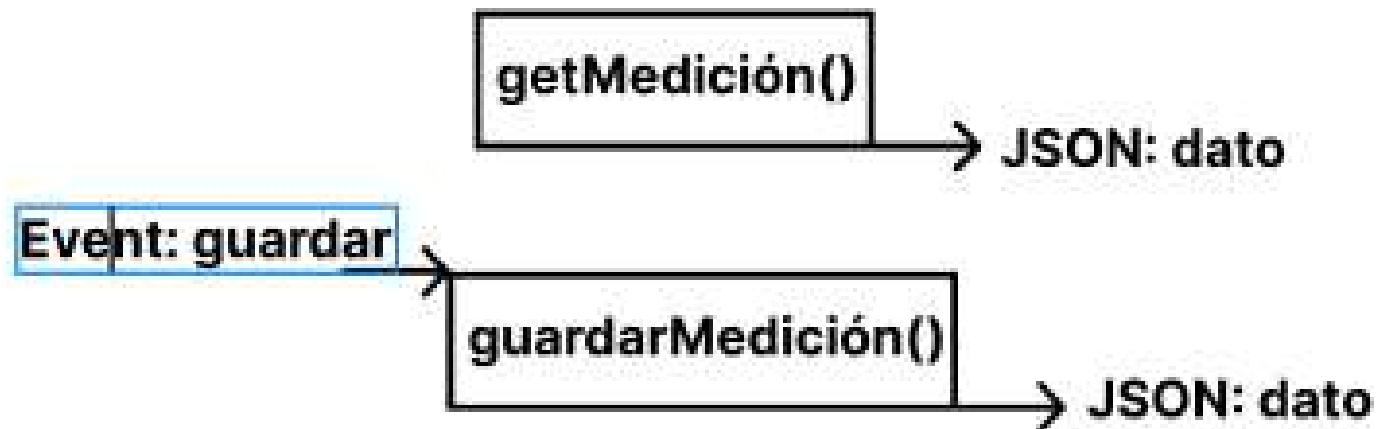 getMedición()
JSON: dato
Event: guardar
guardarMedición()
JSON: dato